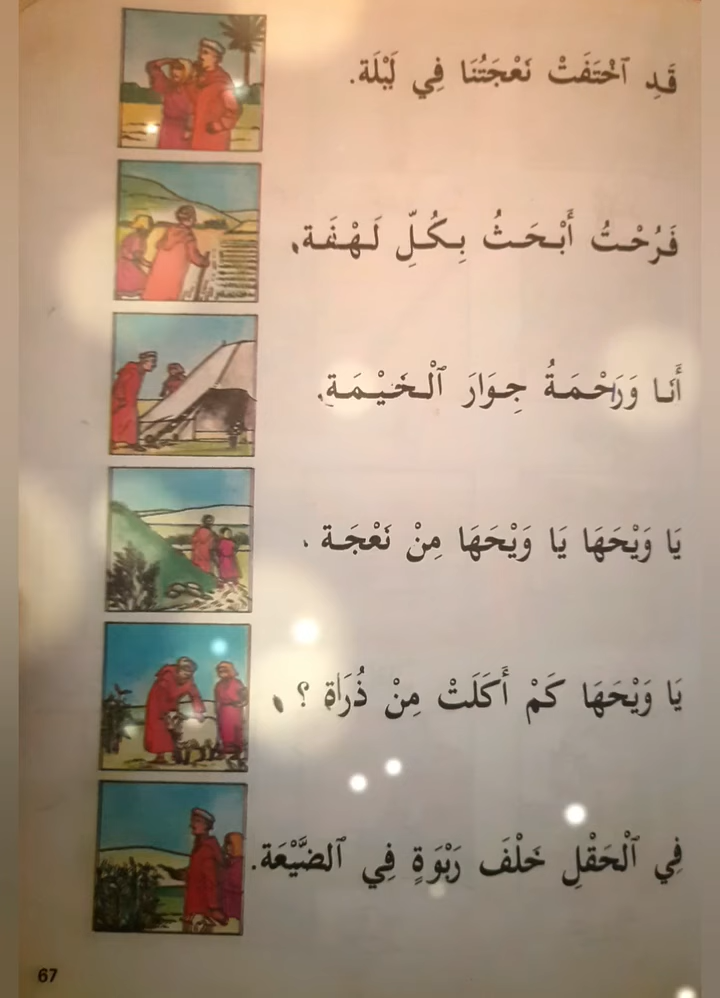 قَدِ ٱخْتَفَتْ نَعْجَتُنَا فِي لَيْلَة.
فَرُحْتُ أَبْحَثُ بِكُلِّ لَهْفَة،
أَنَا وَرَحْمَةُ جِوَارَ ٱلْخَيْمَة،
يَا وَيْحَهَا يَا وَيْحَهَا مِنْ نَعْجَة.
يَا وَيْحَهَا كَمْ أَكَلَتْ مِنْ ذُرَاة ؟
فِي ٱلْحَقْلِ خَلْفَ رَبْوَةٍ فِي ٱلضَّيْعَة.
67